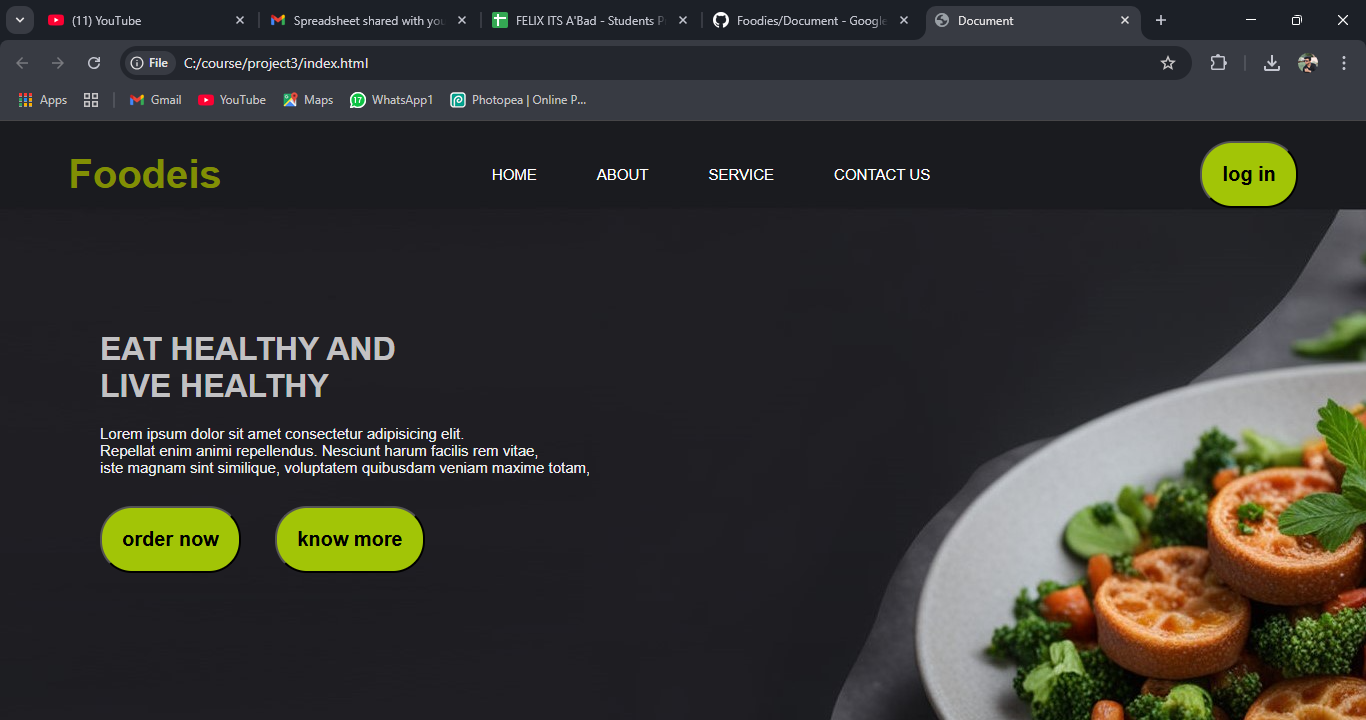 (11) YouTube
Spreadsheet shared with you
FELIX ITS A'Bad - Students P
Foodies/Document - Google
Document
File
C:/course/project3/index.html
Apps
Gmail
YouTube
Maps
17
WhatsApp1
Photopea | Online P...
Foodeis
HOME
ABOUT
SERVICE
CONTACT US
log in
EAT HEALTHY AND
LIVE HEALTHY
Lorem ipsum dolor sit amet consectetur adipisicing elit.
Repellat enim animi repellendus. Nesciunt harum facilis rem vitae,
iste magnam sint similique, voluptatem quibusdam veniam maxime totam,
order now
know more